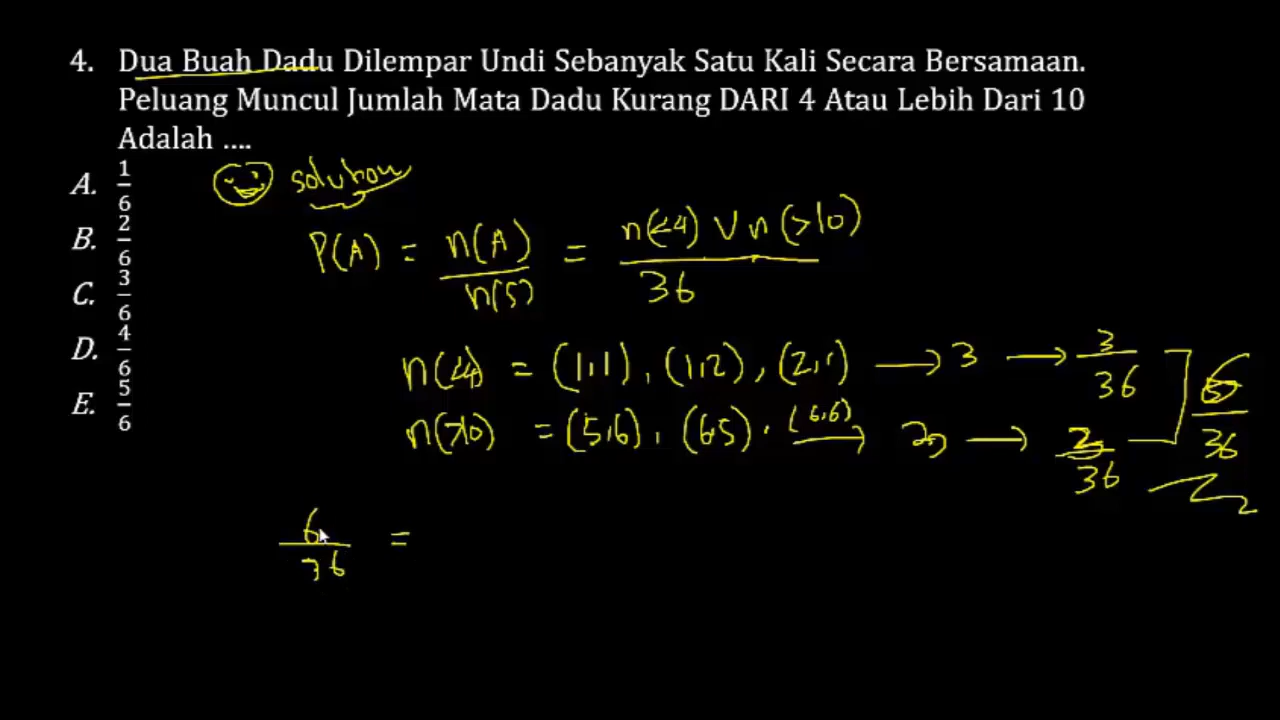 4. Dua Buah Dadu Dilempar Undi Sebanyak Satu Kali Secara Bersamaan.
Peluang Muncul Jumlah Mata Dadu Kurang DARI 4 Atau Lebih Dari 10
Adalah ....
A. 1/6
B. 2/6
C. 3/6
D. 4/6
E. 5/6
solution
P(A) = n(A)/n(S) = n(<4) V n(>10)/36
n(<4) = (1,1), (1,2), (2,1) → 3 → 3/36
n(>10) = (5,6), (6,5), (6,6) → 3 → 3/36
6/36
6/36 =